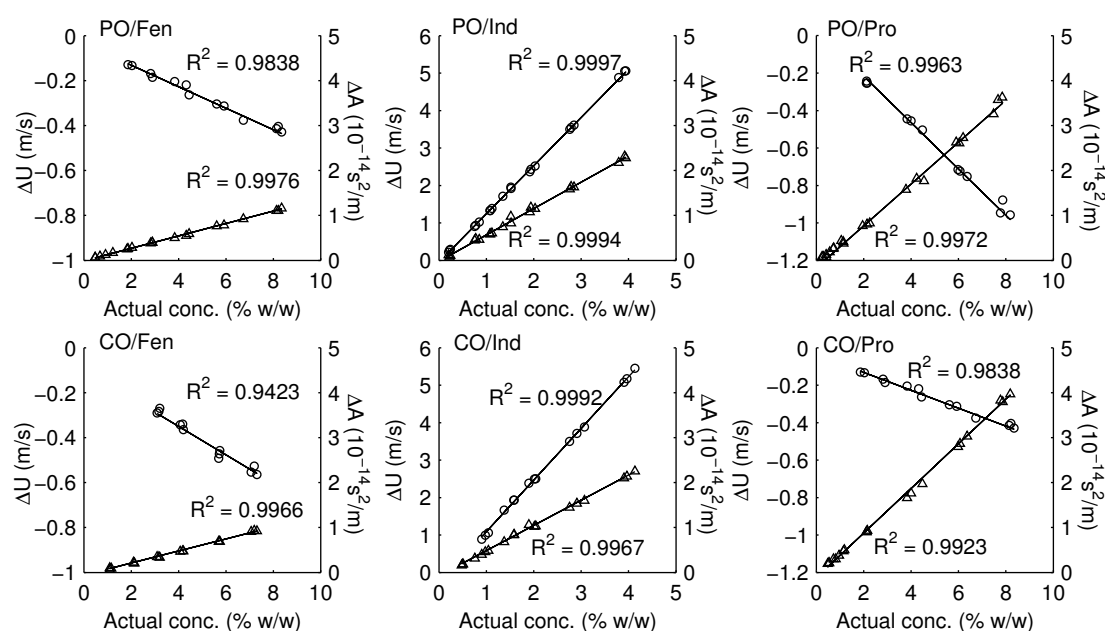 PO/Fen
PO/Ind
PO/Pro
0
−0.2
−0.4
−0.6
−0.8
−1
ΔU (m/s)
R² = 0.9838
R² = 0.9976
5
4
3
2
1
0
ΔA (10⁻¹⁴s²/m)
0 2 4 6 8 10
Actual conc. (% w/w)
6
5
4
3
2
1
0
ΔU (m/s)
R² = 0.9997
R² = 0.9994
5
4
3
2
1
0
ΔA (10⁻¹⁴s²/m)
0 1 2 3 4 5
Actual conc. (% w/w)
0
−0.2
−0.4
−0.6
−0.8
−1
−1.2
ΔU (m/s)
R² = 0.9963
R² = 0.9972
5
4
3
2
1
0
ΔA (10⁻¹⁴s²/m)
0 2 4 6 8 10
Actual conc. (% w/w)
CO/Fen
CO/Ind
CO/Pro
0
−0.2
−0.4
−0.6
−0.8
−1
ΔU (m/s)
R² = 0.9423
R² = 0.9966
5
4
3
2
1
0
ΔA (10⁻¹⁴s²/m)
0 2 4 6 8 10
Actual conc. (% w/w)
6
5
4
3
2
1
0
ΔU (m/s)
R² = 0.9992
R² = 0.9967
5
4
3
2
1
0
ΔA (10⁻¹⁴s²/m)
0 1 2 3 4 5
Actual conc. (% w/w)
0
−0.2
−0.4
−0.6
−0.8
−1
−1.2
ΔU (m/s)
R² = 0.9838
R² = 0.9923
5
4
3
2
1
0
ΔA (10⁻¹⁴s²/m)
0 2 4 6 8 10
Actual conc. (% w/w)